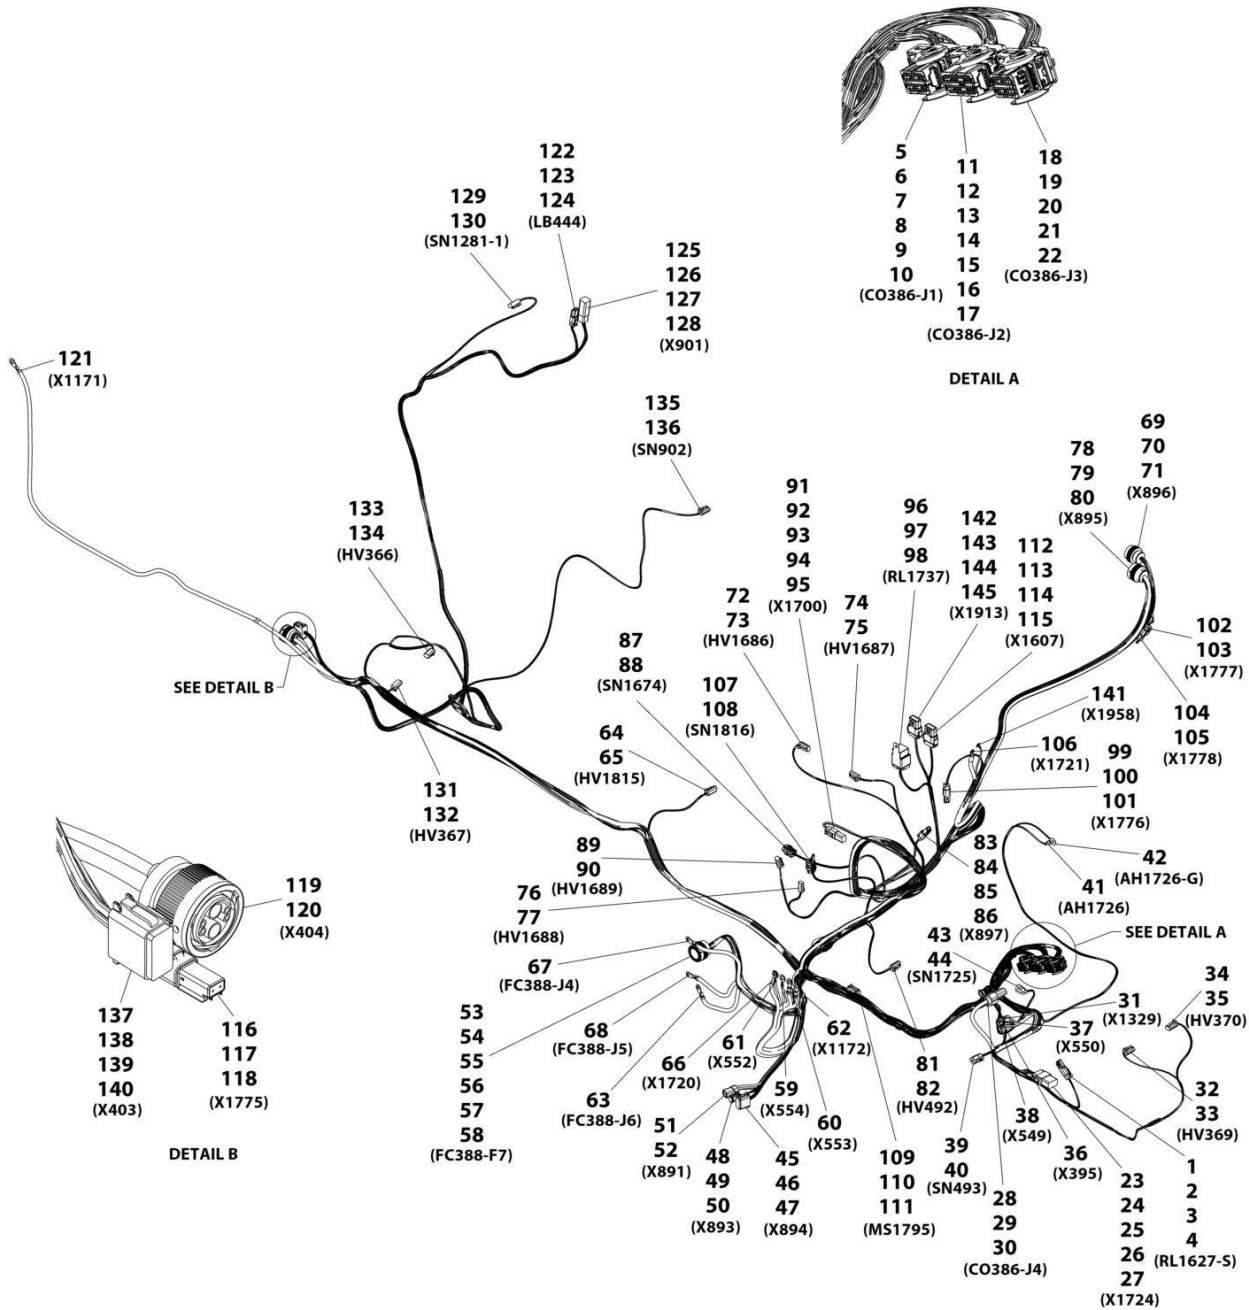 5
6
7
8
9
10
(CO386-J1)
11
12
13
14
15
16
17
(CO386-J2)
18
19
20
21
22
(CO386-J3)
DETAIL A
122
123
124
(LB444)
129
130
(SN1281-1)
125
126
127
128
(X901)
121
(X1171)
135
136
(SN902)
133
134
(HV366)
SEE DETAIL B
131
132
(HV367)
69
70
71
(X896)
78
79
80
(X895)
91
92
93
94
95
(X1700)
96
97
98
(RL1737)
142
143
144
145
(X1913)
112
113
114
115
(X1607)
72
73
(HV1686)
74
75
(HV1687)
87
88
(SN1674)
107
108
(SN1816)
102
103
(X1777)
104
105
(X1778)
141
(X1958)
106
(X1721)
99
100
101
(X1776)
64
65
(HV1815)
89
90
(HV1689)
76
77
(HV1688)
83
84
85
86
(X897)
42
(AH1726-G)
41
(AH1726)
43
44
(SN1725)
SEE DETAIL A
119
120
(X404)
137
138
139
140
(X403)
116
117
118
(X1775)
DETAIL B
67
(FC388-J4)
53
54
55
56
57
58
(FC388-F7)
68
(FC388-J5)
63
(FC388-J6)
66
(X1720)
61
(X552)
62
(X1172)
59
(X554)
60
(X553)
81
82
(HV492)
51
52
(X891)
48
49
50
(X893)
45
46
47
(X894)
109
110
111
(MS1795)
39
40
(SN493)
28
29
30
(CO386-J4)
38
(X549)
36
(X395)
37
(X550)
31
(X1329)
34
35
(HV370)
32
33
(HV369)
23
24
25
26
27
(X1724)
1
2
3
4
(RL1627-S)